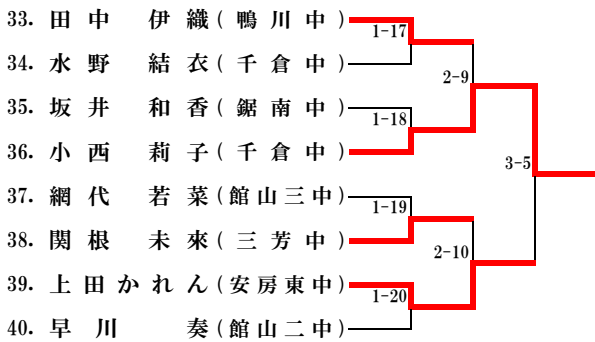 33. 田中 伊織(鴨川中)
1-17
34. 水野 結衣(千倉中)
2-9
35. 坂井 和香(鋸南中)
1-18
36. 小西 莉子(千倉中)
3-5
37. 網代 若菜(館山三中)
1-19
38. 関根 未來(三芳中)
2-10
39. 上田かれん(安房東中)
1-20
40. 早川 奏(館山二中)